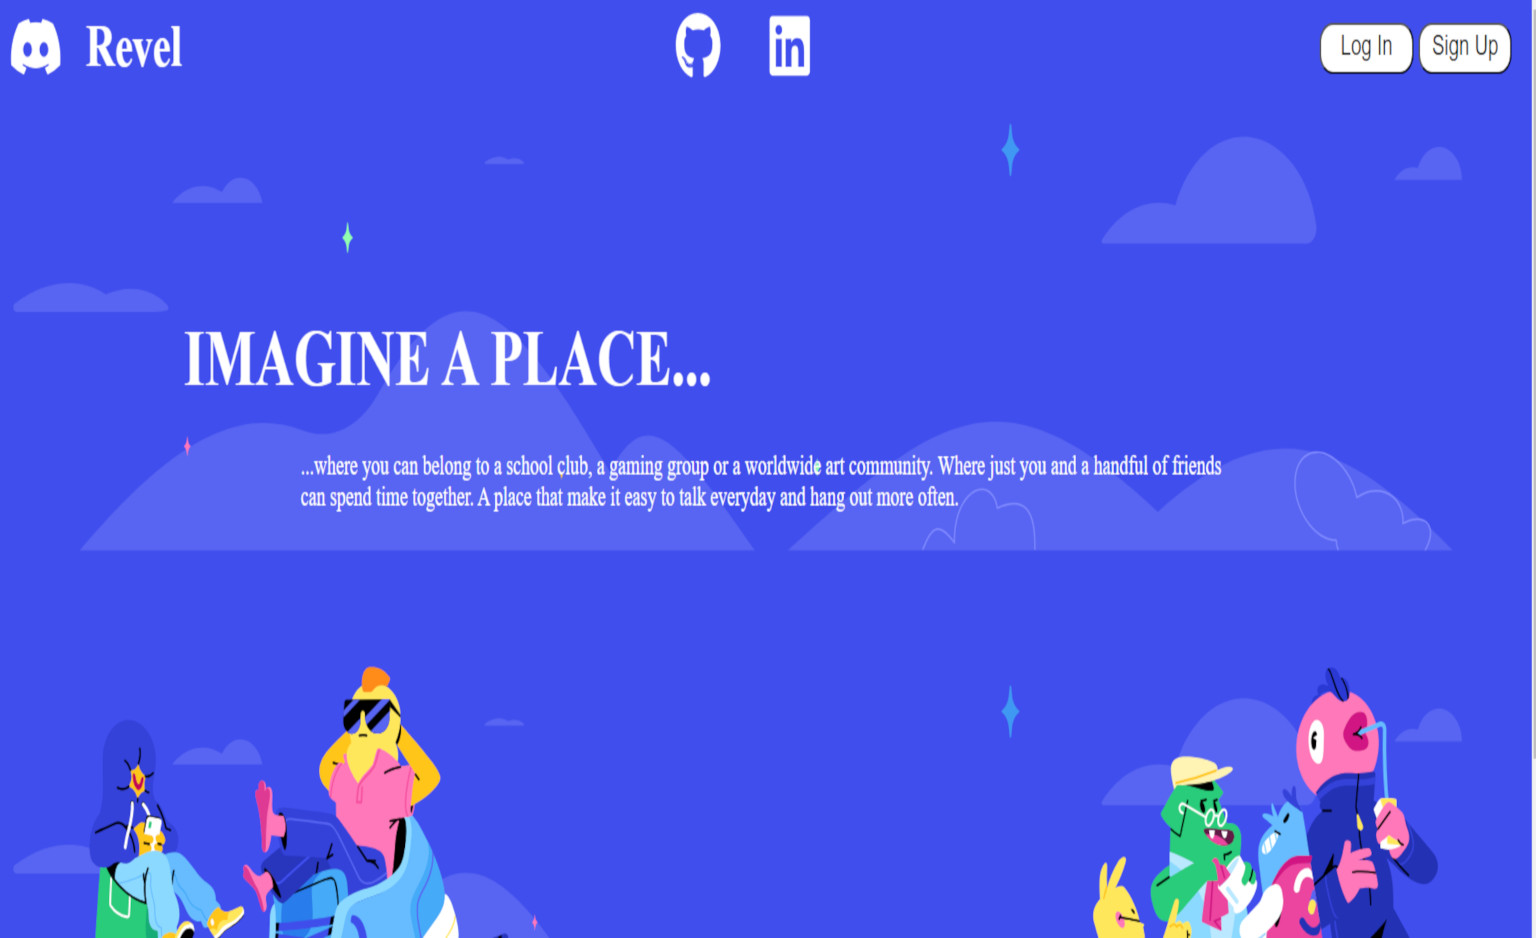 Revel
in
Log In
Sign Up
IMAGINE A PLACE...
...where you can belong to a school club, a gaming group or a worldwide art community. Where just you and a handful of friends
can spend time together. A place that make it easy to talk everyday and hang out more often.